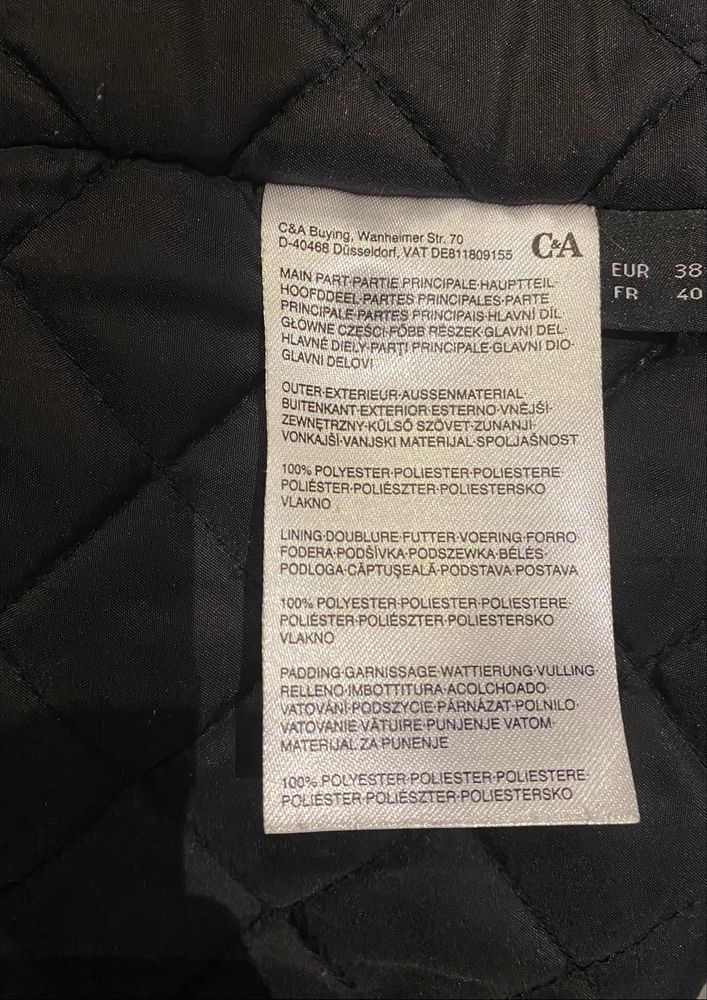 C&A Buying, Wanheimer Str. 70
D-40468 Düsseldorf, VAT DE811809155
C&A
EUR 38
FR 40
MAIN PART·PARTIE PRINCIPALE·HAUPTTEIL·
HOOFDDEEL·PARTES PRINCIPALES·PARTE
PRINCIPALE·PARTES PRINCIPAIS·HLAVNÍ DÍL·
GŁÓWNE CZĘŚCI·FŐBB RÉSZEK·GLAVNI DEL·
HLAVNÉ DIELY·PARȚI PRINCIPALE·GLAVNI DIO·
GLAVNI DELOVI
OUTER·EXTERIEUR·AUSSENMATERIAL·
BUITENKANT·EXTERIOR·ESTERNO·VNĚJŠÍ·
ZEWNĘTRZNY·KÜLSŐ SZÖVET·ZUNANJI·
VONKAJŠÍ·VANJSKI MATERIJAL·SPOLJAŠNOST
100% POLYESTER·POLIESTER·POLIESTERE·
POLIÉSTER·POLIÉSZTER·POLIESTERSKO
VLAKNO
LINING·DOUBLURE·FUTTER·VOERING·FORRO·
FODERA·PODŠÍVKA·PODSZEWKA·BÉLÉS·
PODLOGA·CĂPTUŞEALĂ·PODSTAVA·POSTAVA
100% POLYESTER·POLIESTER·POLIESTERE·
POLIÉSTER·POLIÉSZTER·POLIESTERSKO
VLAKNO
PADDING·GARNISSAGE·WATTIERUNG·VULLING
RELLENO·IMBOTTITURA·ACOLCHOADO·
VATOVÁNÍ·PODSZYCIE·PÁRNÁZAT·POLNILO·
VATOVANIE·VĂTUIRE·PUNJENJE VATOM·
MATERIJAL ZA PUNENJE
100% POLYESTER·POLIESTER·POLIESTERE·
POLIÉSTER·POLIÉSZTER·POLIESTERSKO